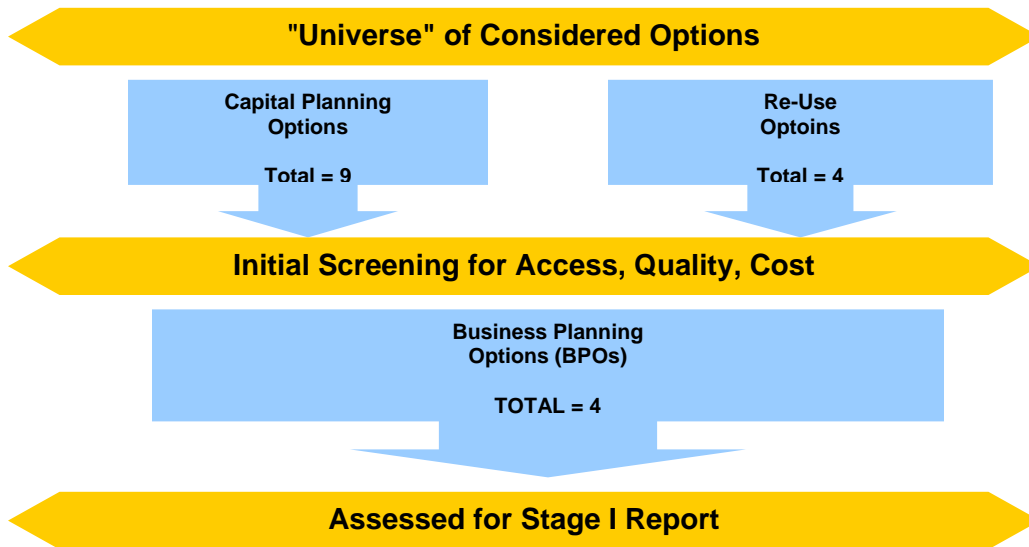 "Universe" of Considered Options
Capital Planning
Options
Total = 9
Re-Use
Optoins
Total = 4
Initial Screening for Access, Quality, Cost
Business Planning
Options (BPOs)
TOTAL = 4
Assessed for Stage I Report